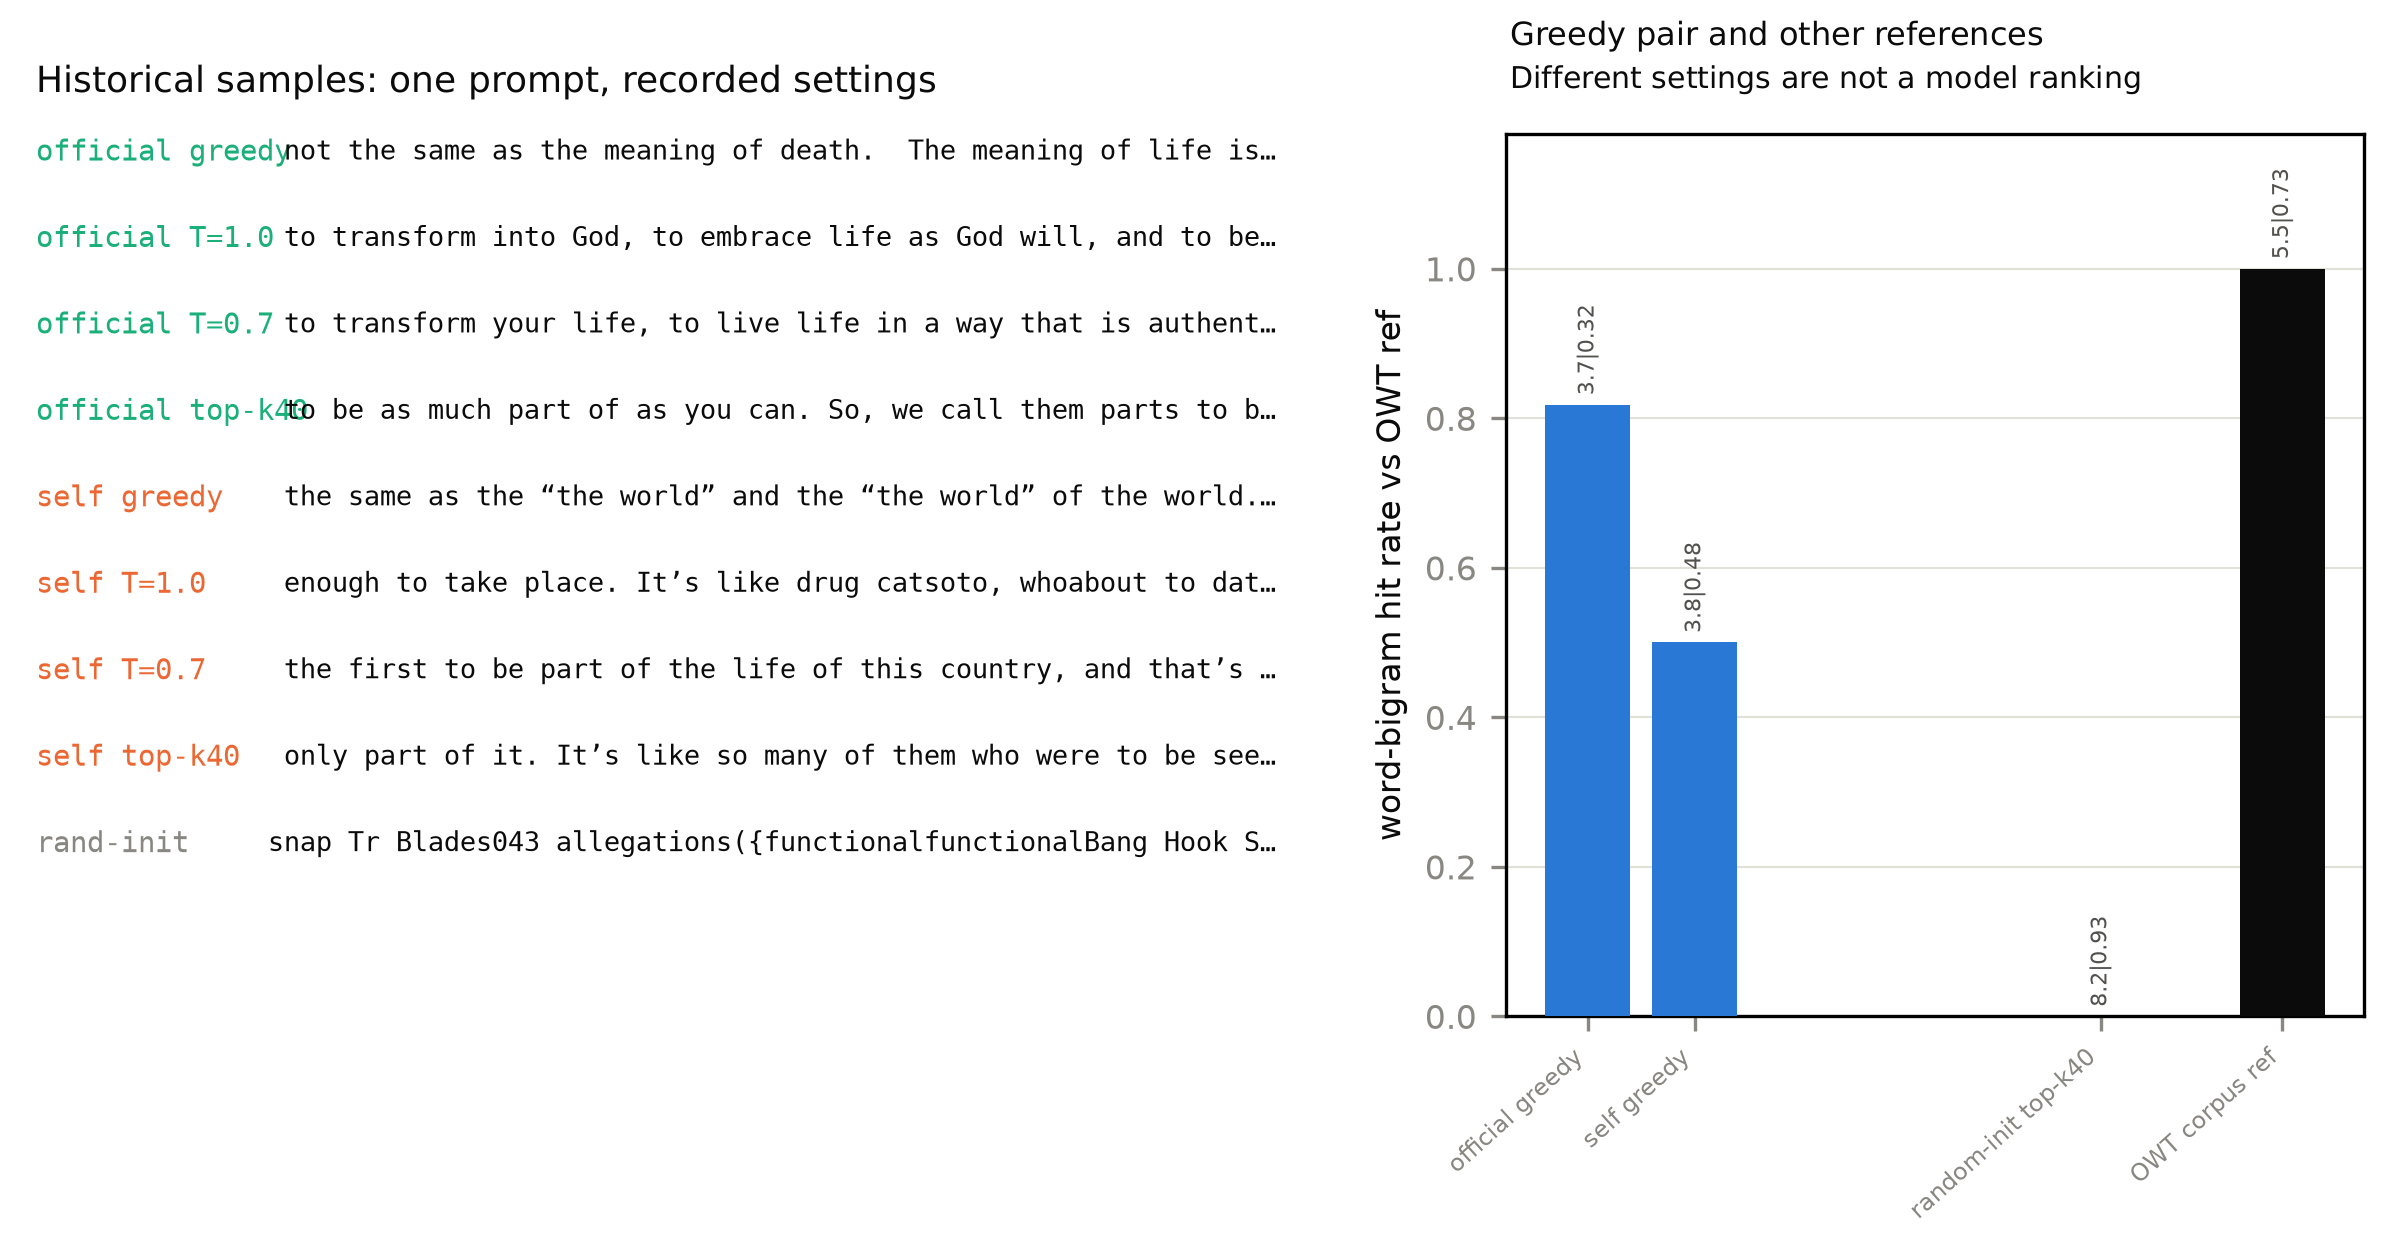 Historical samples: one prompt, recorded settings
official greedy not the same as the meaning of death.  The meaning of life is…
official T=1.0 to transform into God, to embrace life as God will, and to be…
official T=0.7 to transform your life, to live life in a way that is authent…
official top-k40 to be as much part of as you can. So, we call them parts to b…
self greedy the same as the “the world” and the “the world” of the world.…
self T=1.0 enough to take place. It’s like drug catsoto, whoabout to dat…
self T=0.7 the first to be part of the life of this country, and that’s …
self top-k40 only part of it. It’s like so many of them who were to be see…
rand-init snap Tr Blades043 allegations({functionalfunctionalBang Hook S…
Greedy pair and other references
Different settings are not a model ranking
word-bigram hit rate vs OWT ref
1.0
0.8
0.6
0.4
0.2
0.0
3.7|0.32
3.8|0.48
8.2|0.93
5.5|0.73
official greedy
self greedy
random-init top-k40
OWT corpus ref